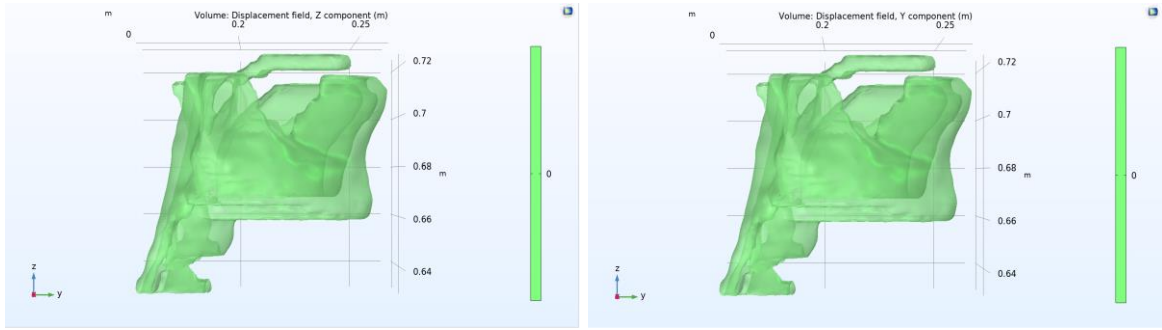 Volume: Displacement field, Z component (m)
m
0
0.2
0.25
0.72
0.7
0.68
m
0.66
0.64
0
z
y
Volume: Displacement field, Y component (m)
m
0
0.2
0.25
0.72
0.7
0.68
m
0.66
0.64
0
z
y